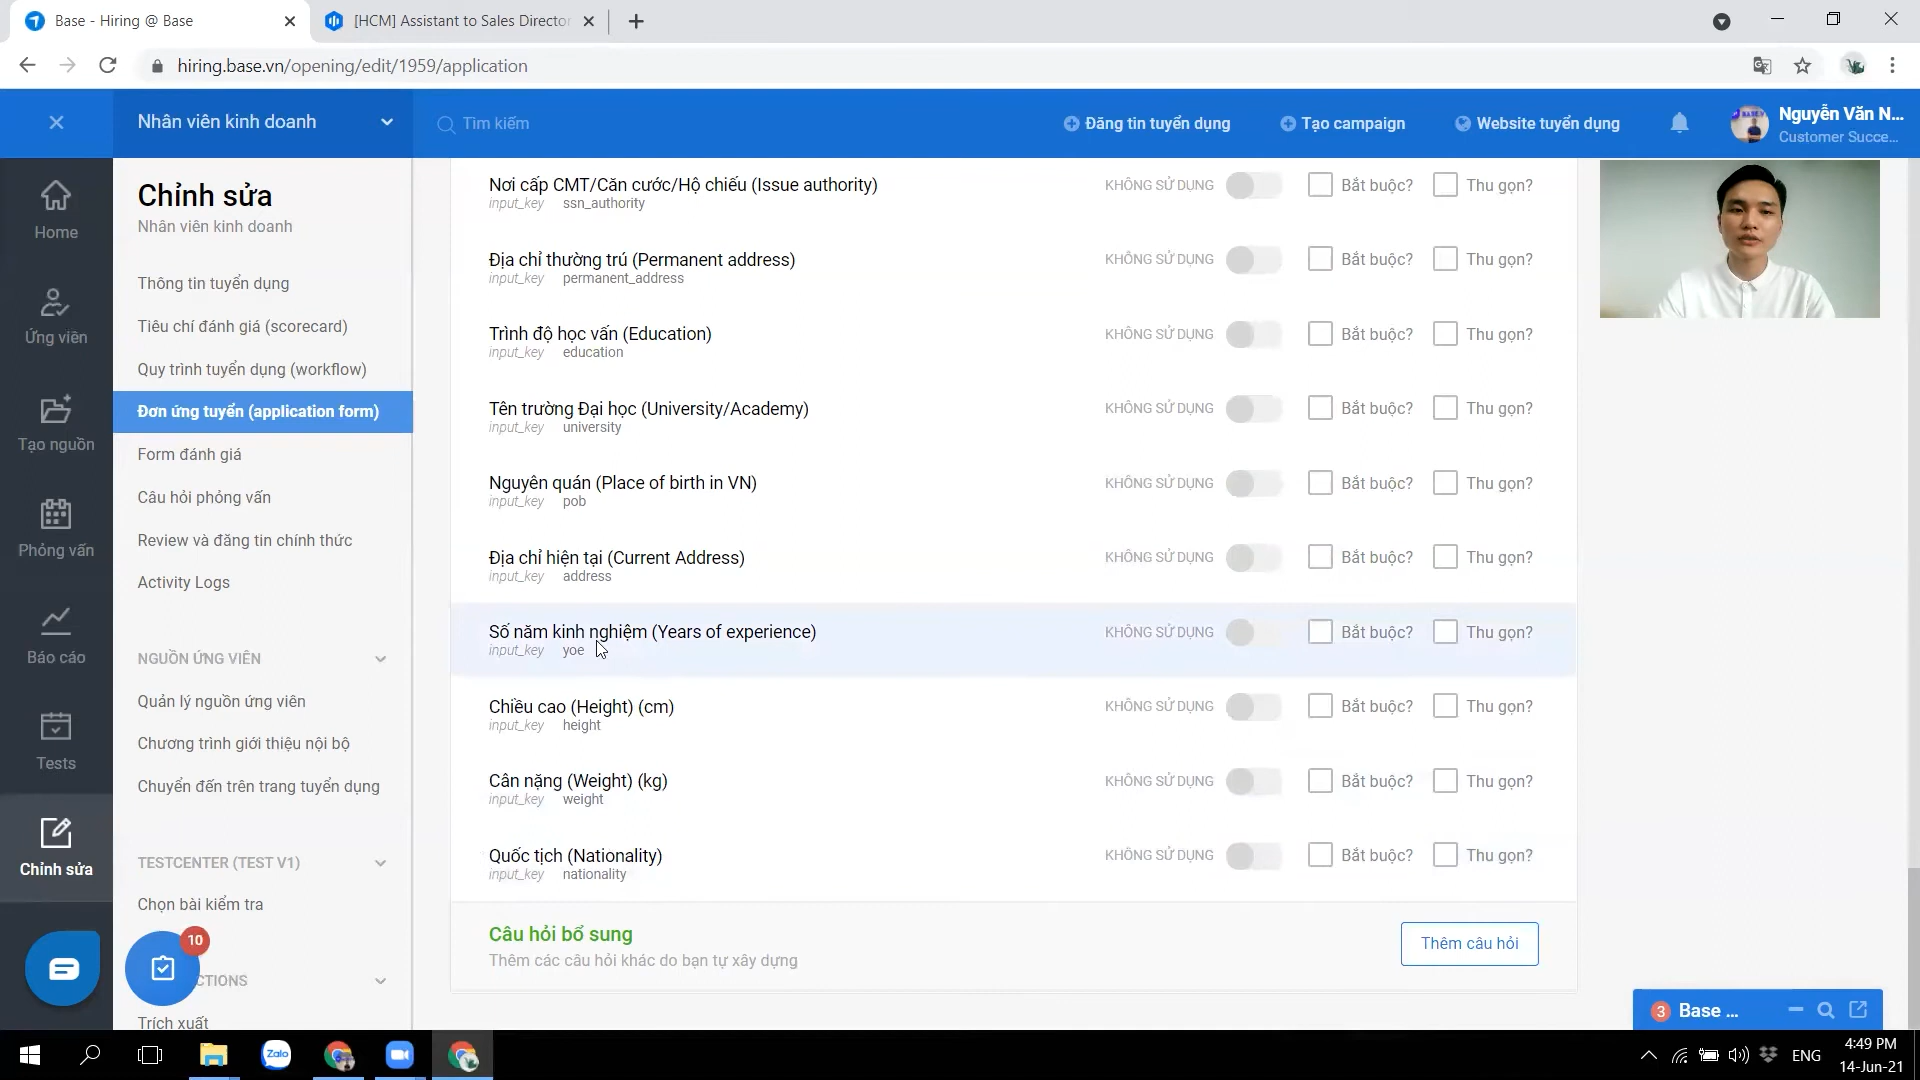 Base - Hiring @ Base
[HCM] Assistant to Sales Director
hiring.base.vn/opening/edit/1959/application
Nhân viên kinh doanh
Tìm kiếm
Đăng tin tuyển dụng
Tạo campaign
Website tuyển dụng
Nguyễn Văn N...
Customer Succe...
Home
Ứng viên
Tạo nguồn
Phỏng vấn
Báo cáo
Tests
Chỉnh sửa
Chỉnh sửa
Nhân viên kinh doanh
Thông tin tuyển dụng
Tiêu chí đánh giá (scorecard)
Quy trình tuyển dụng (workflow)
Đơn ứng tuyển (application form)
Form đánh giá
Câu hỏi phỏng vấn
Review và đăng tin chính thức
Activity Logs
NGUỒN ỨNG VIÊN
Quản lý nguồn ứng viên
Chương trình giới thiệu nội bộ
Chuyển đến trên trang tuyển dụng
TESTCENTER (TEST V1)
Chọn bài kiểm tra
10
CTIONS
Trích xuất
Nơi cấp CMT/Căn cước/Hộ chiếu (Issue authority) KHÔNG SỬ DỤNG Bắt buộc? Thu gọn?
input_key ssn_authority
Địa chỉ thường trú (Permanent address) KHÔNG SỬ DỤNG Bắt buộc? Thu gọn?
input_key permanent_address
Trình độ học vấn (Education) KHÔNG SỬ DỤNG Bắt buộc? Thu gọn?
input_key education
Tên trường Đại học (University/Academy) KHÔNG SỬ DỤNG Bắt buộc? Thu gọn?
input_key university
Nguyên quán (Place of birth in VN) KHÔNG SỬ DỤNG Bắt buộc? Thu gọn?
input_key pob
Địa chỉ hiện tại (Current Address) KHÔNG SỬ DỤNG Bắt buộc? Thu gọn?
input_key address
Số năm kinh nghiệm (Years of experience) KHÔNG SỬ DỤNG Bắt buộc? Thu gọn?
input_key yoe
Chiều cao (Height) (cm) KHÔNG SỬ DỤNG Bắt buộc? Thu gọn?
input_key height
Cân nặng (Weight) (kg) KHÔNG SỬ DỤNG Bắt buộc? Thu gọn?
input_key weight
Quốc tịch (Nationality) KHÔNG SỬ DỤNG Bắt buộc? Thu gọn?
input_key nationality
Câu hỏi bổ sung
Thêm các câu hỏi khác do bạn tự xây dựng
Thêm câu hỏi
3 Base ...
Zalo
ENG
4:49 PM
14-Jun-21